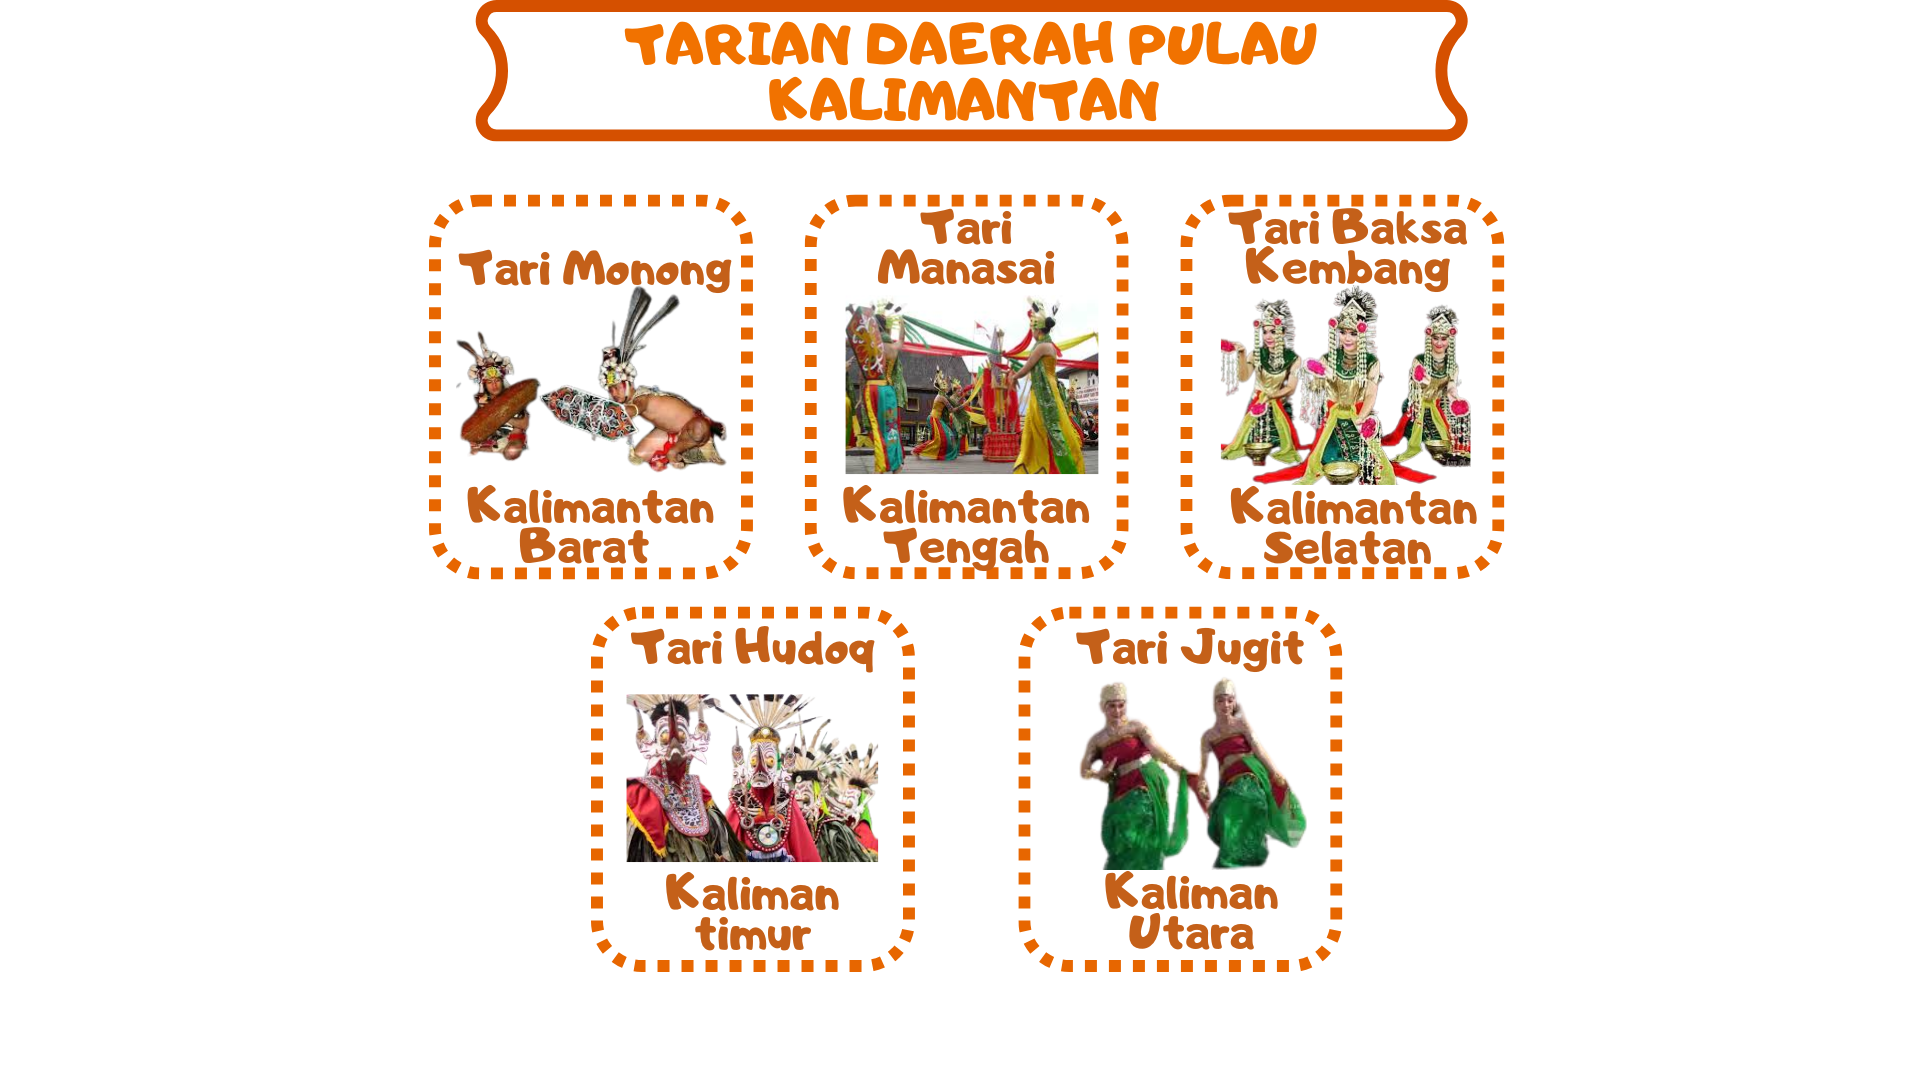 TARIAN DAERAH PULAU
KALIMANTAN
Tari Monong
Kalimantan
Barat
Tari
Manasai
Kalimantan
Tengah
Tari Baksa
Kembang
Kalimantan
Selatan
Tari Hudoq
Kaliman
timur
Tari Jugit
Kaliman
Utara